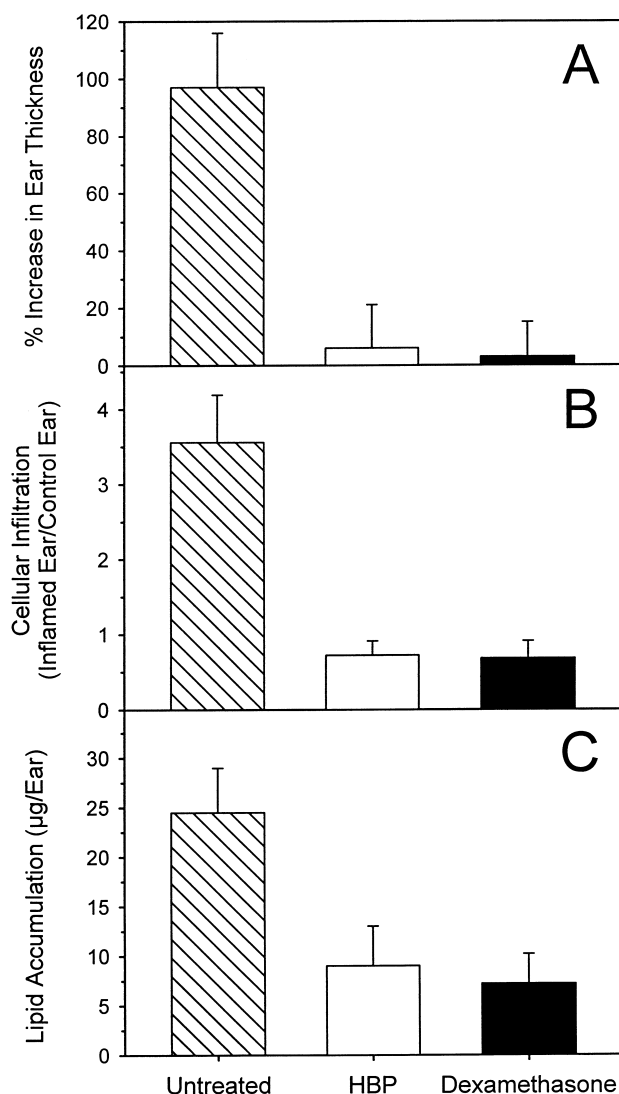 % Increase in Ear Thickness
120
100
80
60
40
20
0
A
Cellular Infiltration
(Inflamed Ear/Control Ear)
4
3
2
1
0
B
Lipid Accumulation (µg/Ear)
30
25
20
15
10
5
0
C
Untreated HBP Dexamethasone